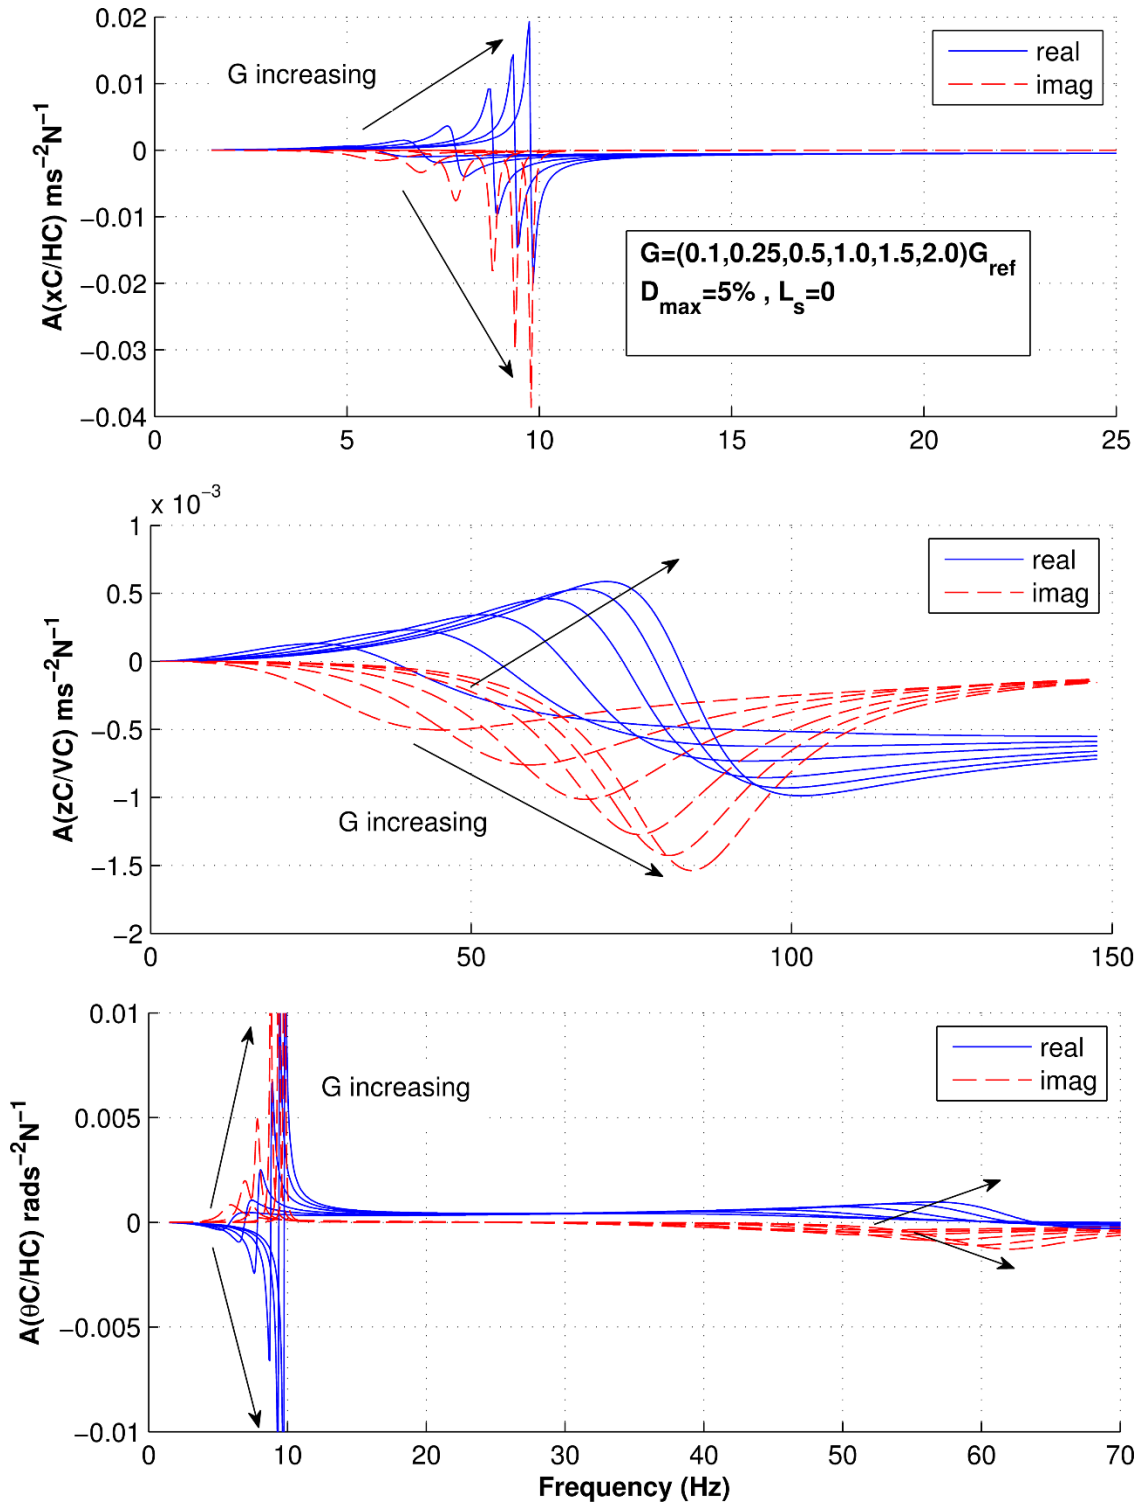 0.02
0.01
0
−0.01
−0.02
−0.03
−0.04
A(xC/HC) ms⁻²N⁻¹
G increasing
real
imag
G=(0.1,0.25,0.5,1.0,1.5,2.0)G_ref
D_max=5% , L_s=0
0 5 10 15 20 25
x 10⁻³
1
0.5
0
−0.5
−1
−1.5
−2
A(zC/VC) ms⁻²N⁻¹
real
imag
G increasing
0 50 100 150
0.01
0.005
0
−0.005
−0.01
A(θC/HC) rads⁻²N⁻¹
G increasing
real
imag
0 10 20 30 40 50 60 70
Frequency (Hz)